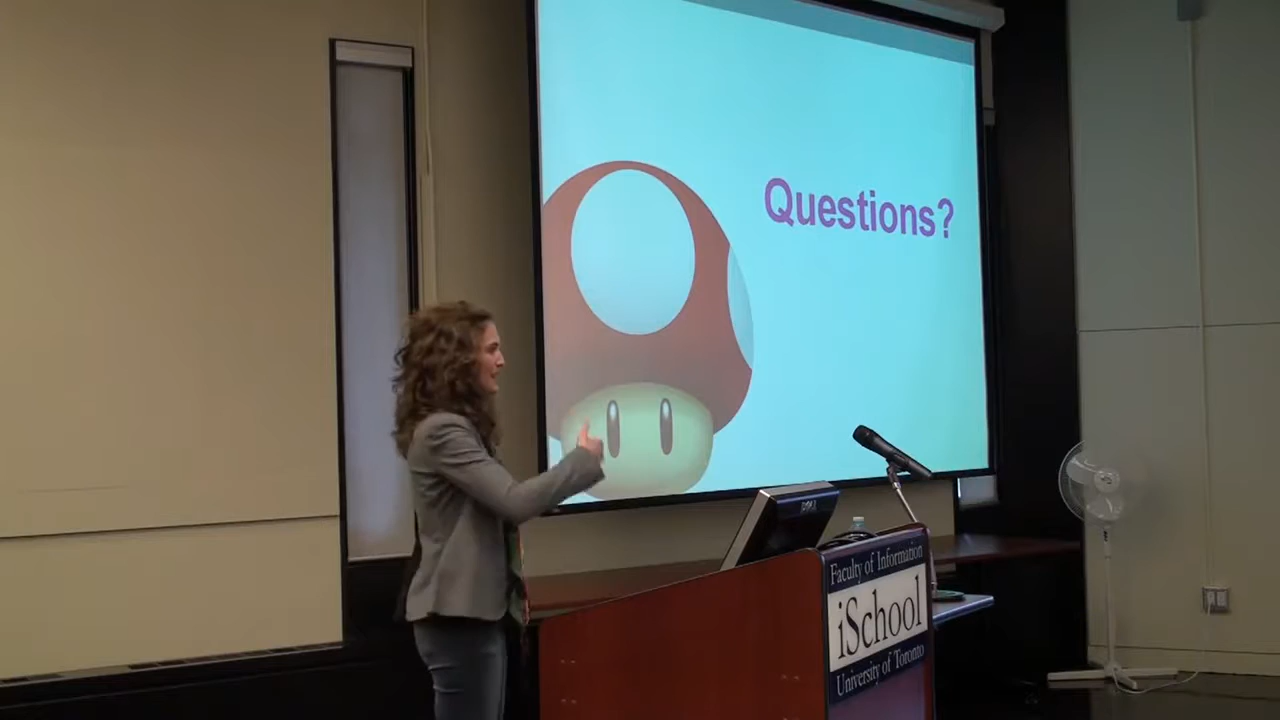 Questions?
Faculty of Information
iSchool
University of Toronto